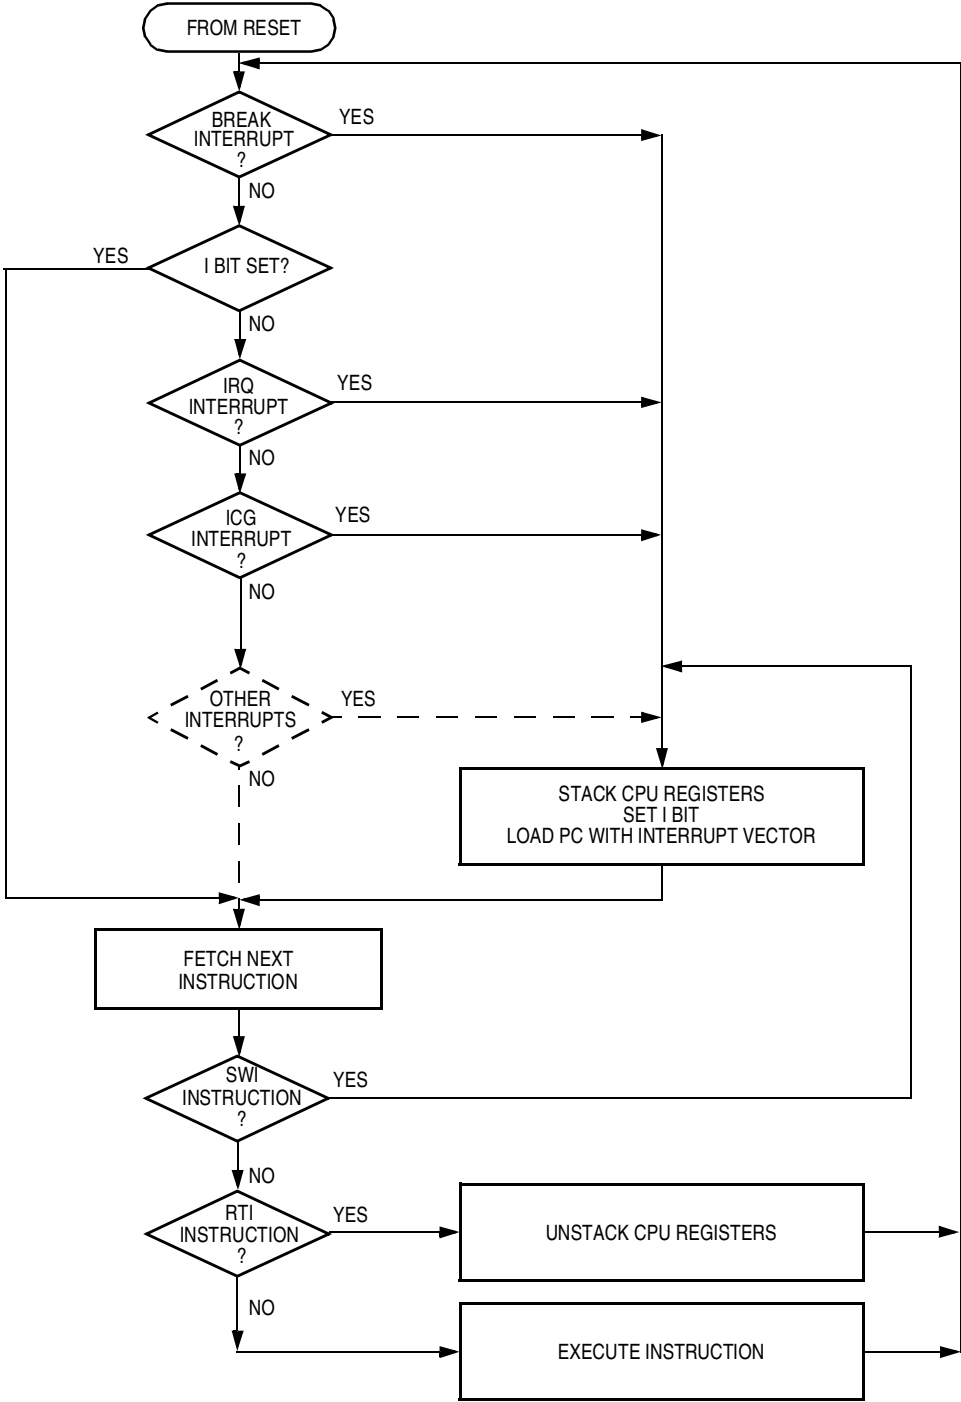 FROM RESET
BREAK
INTERRUPT
?
YES
NO
I BIT SET?
YES
NO
IRQ
INTERRUPT
?
YES
NO
ICG
INTERRUPT
?
YES
NO
OTHER
INTERRUPTS
?
YES
NO
STACK CPU REGISTERS
SET I BIT
LOAD PC WITH INTERRUPT VECTOR
FETCH NEXT
INSTRUCTION
SWI
INSTRUCTION
?
YES
NO
RTI
INSTRUCTION
?
YES
UNSTACK CPU REGISTERS
NO
EXECUTE INSTRUCTION